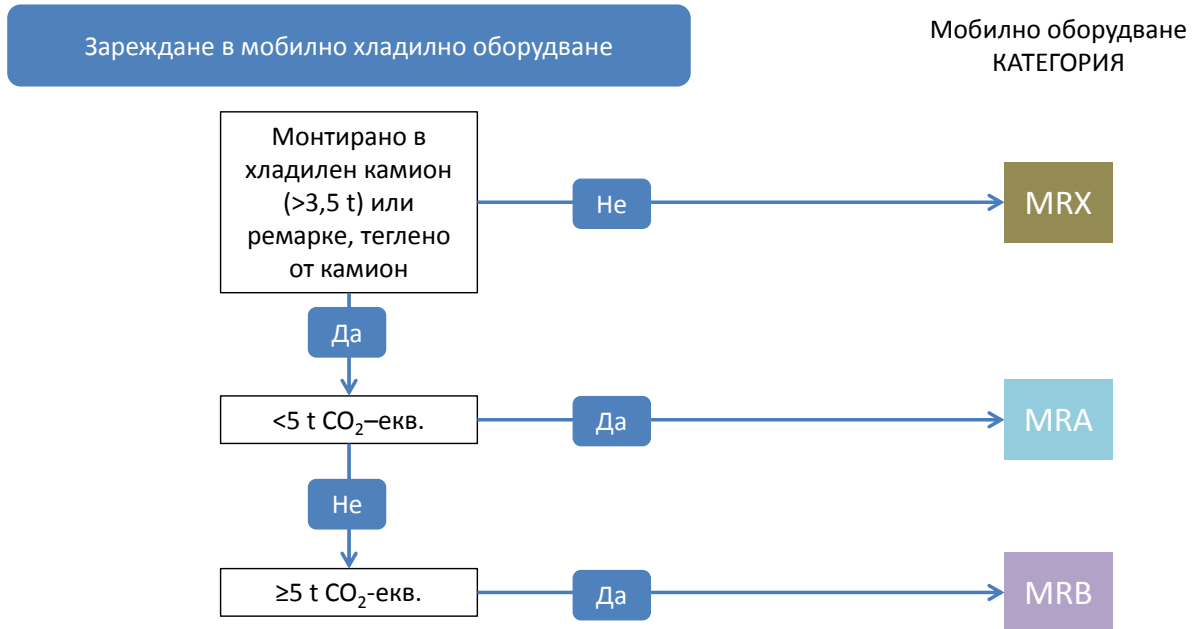 Зареждане в мобилно хладилно оборудване
Мобилно оборудване
КАТЕГОРИЯ
Монтирано в
хладилен камион
(>3,5 t) или
ремарке, теглено
от камион
Не
MRX
Да
<5 t CO₂–екв.
Да
MRA
Не
≥5 t CO₂-екв.
Да
MRB